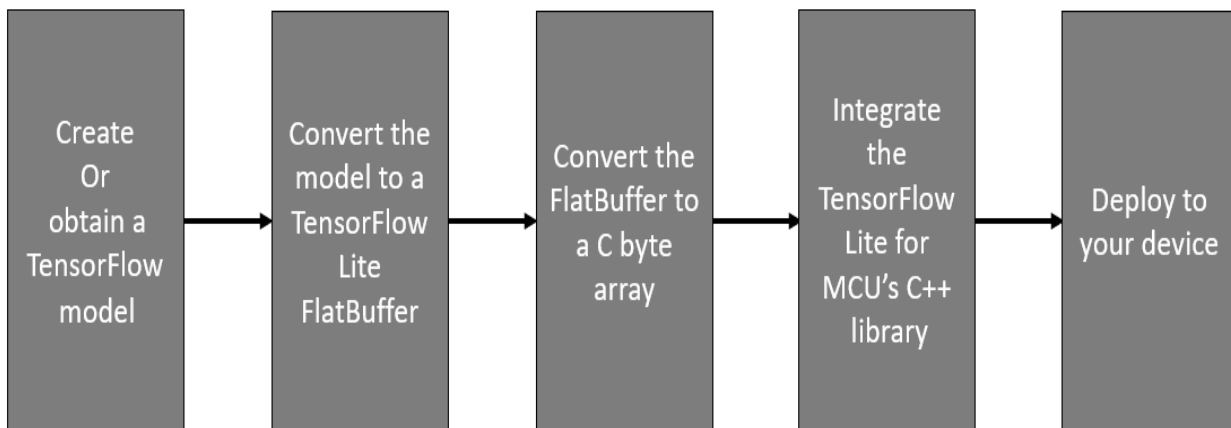 Create
Or
obtain a
TensorFlow
model
Convert the
model to a
TensorFlow
Lite
FlatBuffer
Convert the
FlatBuffer to
a C byte
array
Integrate
the
TensorFlow
Lite for
MCU’s C++
library
Deploy to
your device